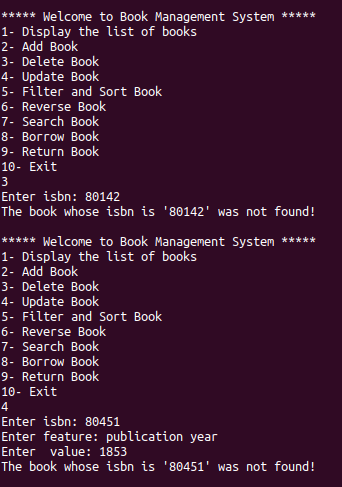 ***** Welcome to Book Management System *****
1- Display the list of books
2- Add Book
3- Delete Book
4- Update Book
5- Filter and Sort Book
6- Reverse Book
7- Search Book
8- Borrow Book
9- Return Book
10- Exit
3
Enter isbn: 80142
The book whose isbn is '80142' was not found!

***** Welcome to Book Management System *****
1- Display the list of books
2- Add Book
3- Delete Book
4- Update Book
5- Filter and Sort Book
6- Reverse Book
7- Search Book
8- Borrow Book
9- Return Book
10- Exit
4
Enter isbn: 80451
Enter feature: publication year
Enter  value: 1853
The book whose isbn is '80451' was not found!